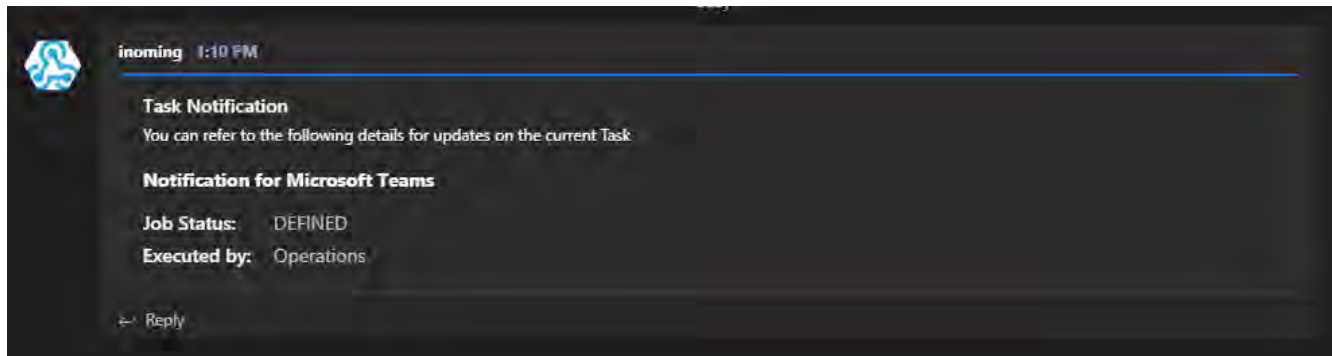 inoming 1:10 PM
Task Notification
You can refer to the following details for updates on the current Task
Notification for Microsoft Teams
Job Status: DEFINED
Executed by: Operations
← Reply